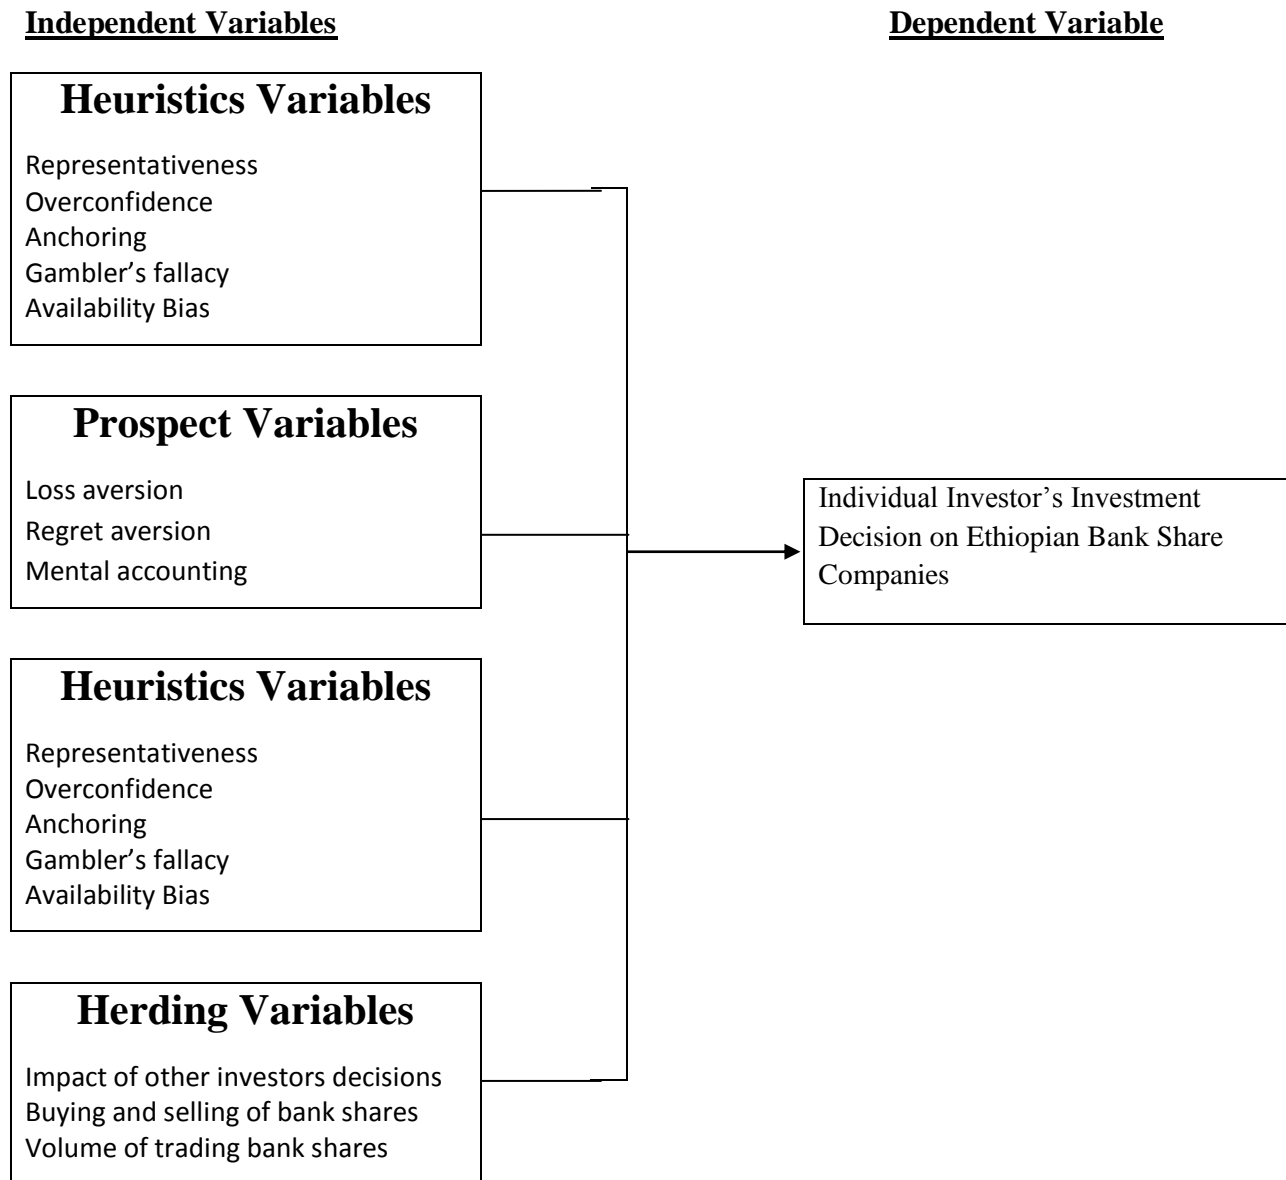 Independent Variables
Dependent Variable
Heuristics Variables
Representativeness
Overconfidence
Anchoring
Gambler’s fallacy
Availability Bias
Prospect Variables
Loss aversion
Regret aversion
Mental accounting
Individual Investor’s Investment
Decision on Ethiopian Bank Share
Companies
Heuristics Variables
Representativeness
Overconfidence
Anchoring
Gambler’s fallacy
Availability Bias
Herding Variables
Impact of other investors decisions
Buying and selling of bank shares
Volume of trading bank shares